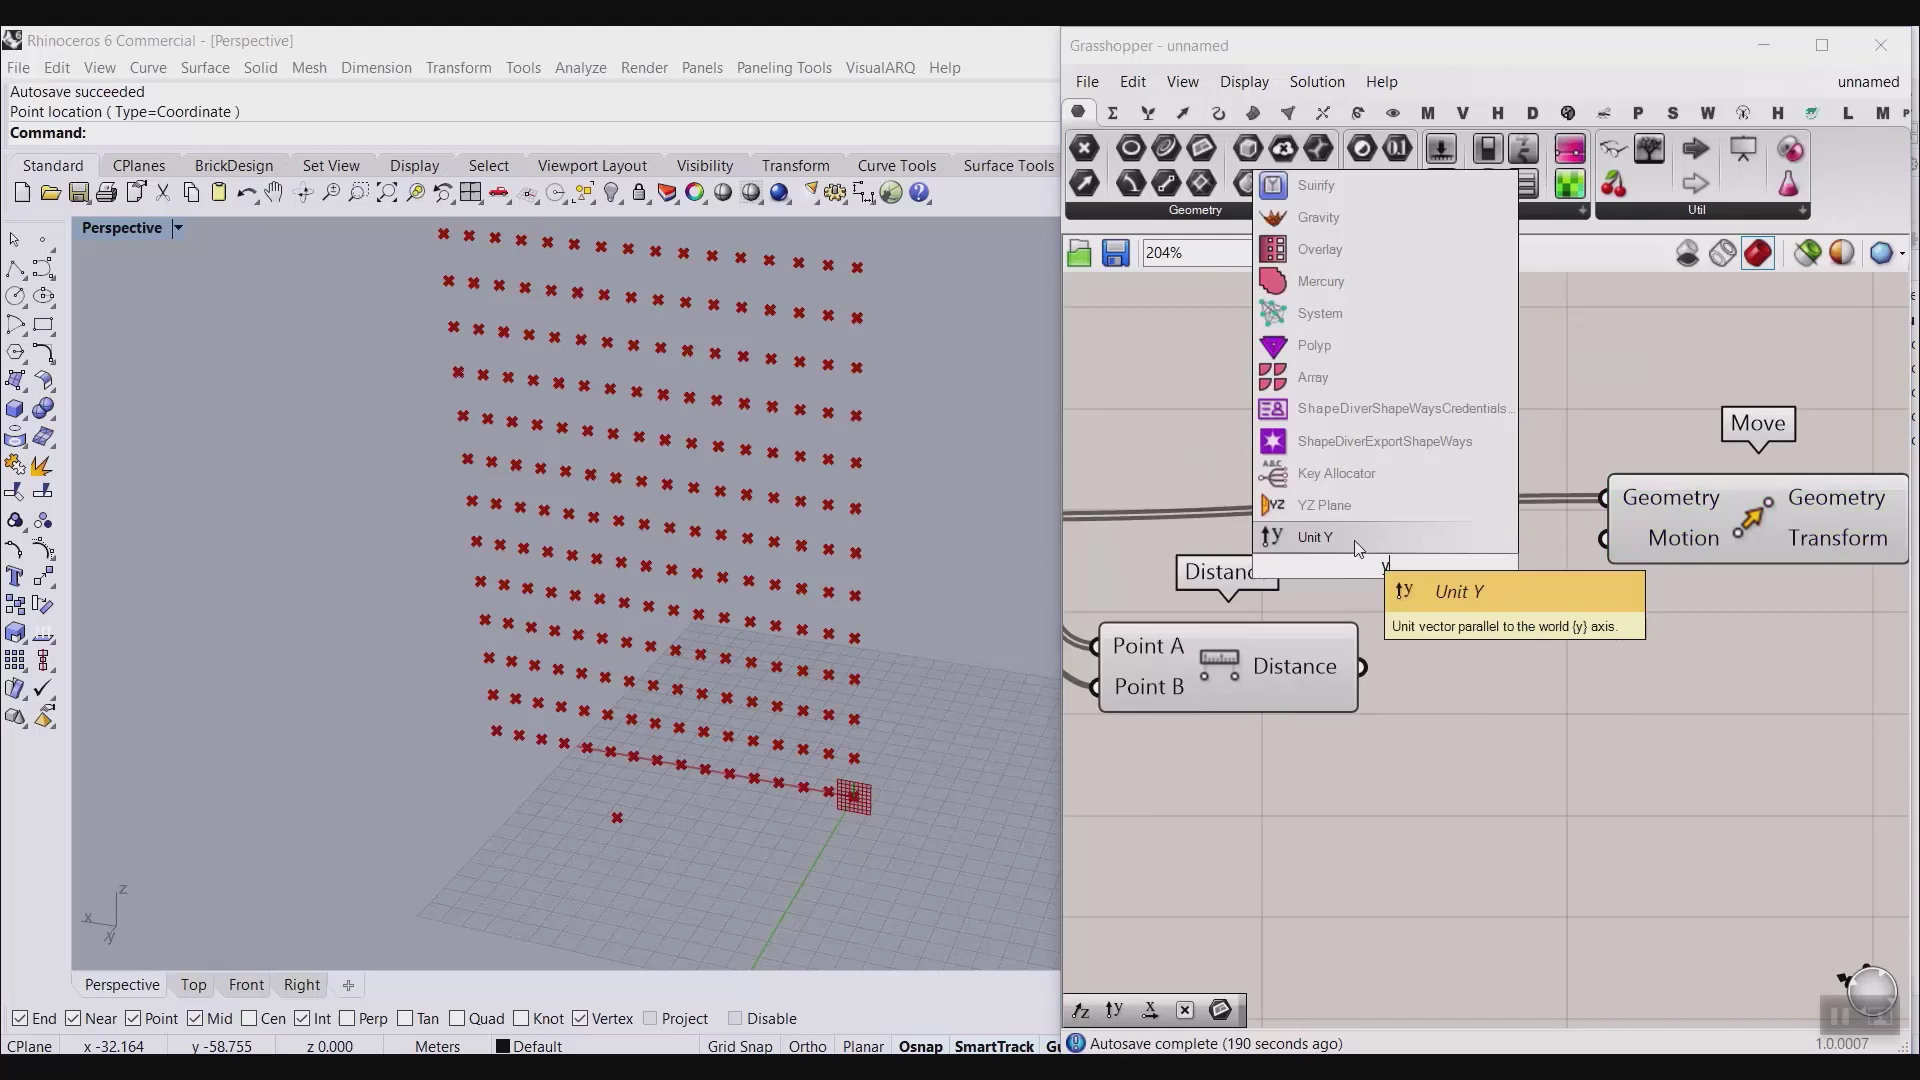 Rhinoceros 6 Commercial - [Perspective]
File Edit View Curve Surface Solid Mesh Dimension Transform Tools Analyze Render Panels Paneling Tools VisualARQ Help
Autosave succeeded
Point location ( Type=Coordinate )
Command:
Standard CPlanes BrickDesign Set View Display Select Viewport Layout Visibility Transform Curve Tools Surface Tools
Perspective
z
x
y
Perspective Top Front Right
End Near Point Mid Cen Int Perp Tan Quad Knot Vertex Project Disable
CPlane x -32.164 y -58.755 z 0.000 Meters Default Grid Snap Ortho Planar Osnap SmartTrack
Grasshopper - unnamed
File Edit View Display Solution Help unnamed
M V H D P S W H L M
Geometry Util
204%
Suirify
Gravity
Overlay
Mercury
System
Polyp
Array
ShapeDiverShapeWaysCredentials...
ShapeDiverExportShapeWays
A.B.C
Key Allocator
YZ YZ Plane
y Unit Y
y
y Unit Y
Unit vector parallel to the world {y} axis.
Move
Geometry Geometry
Motion Transform
Point A Distance
Point B
z y x
Autosave complete (190 seconds ago) 1.0.0007